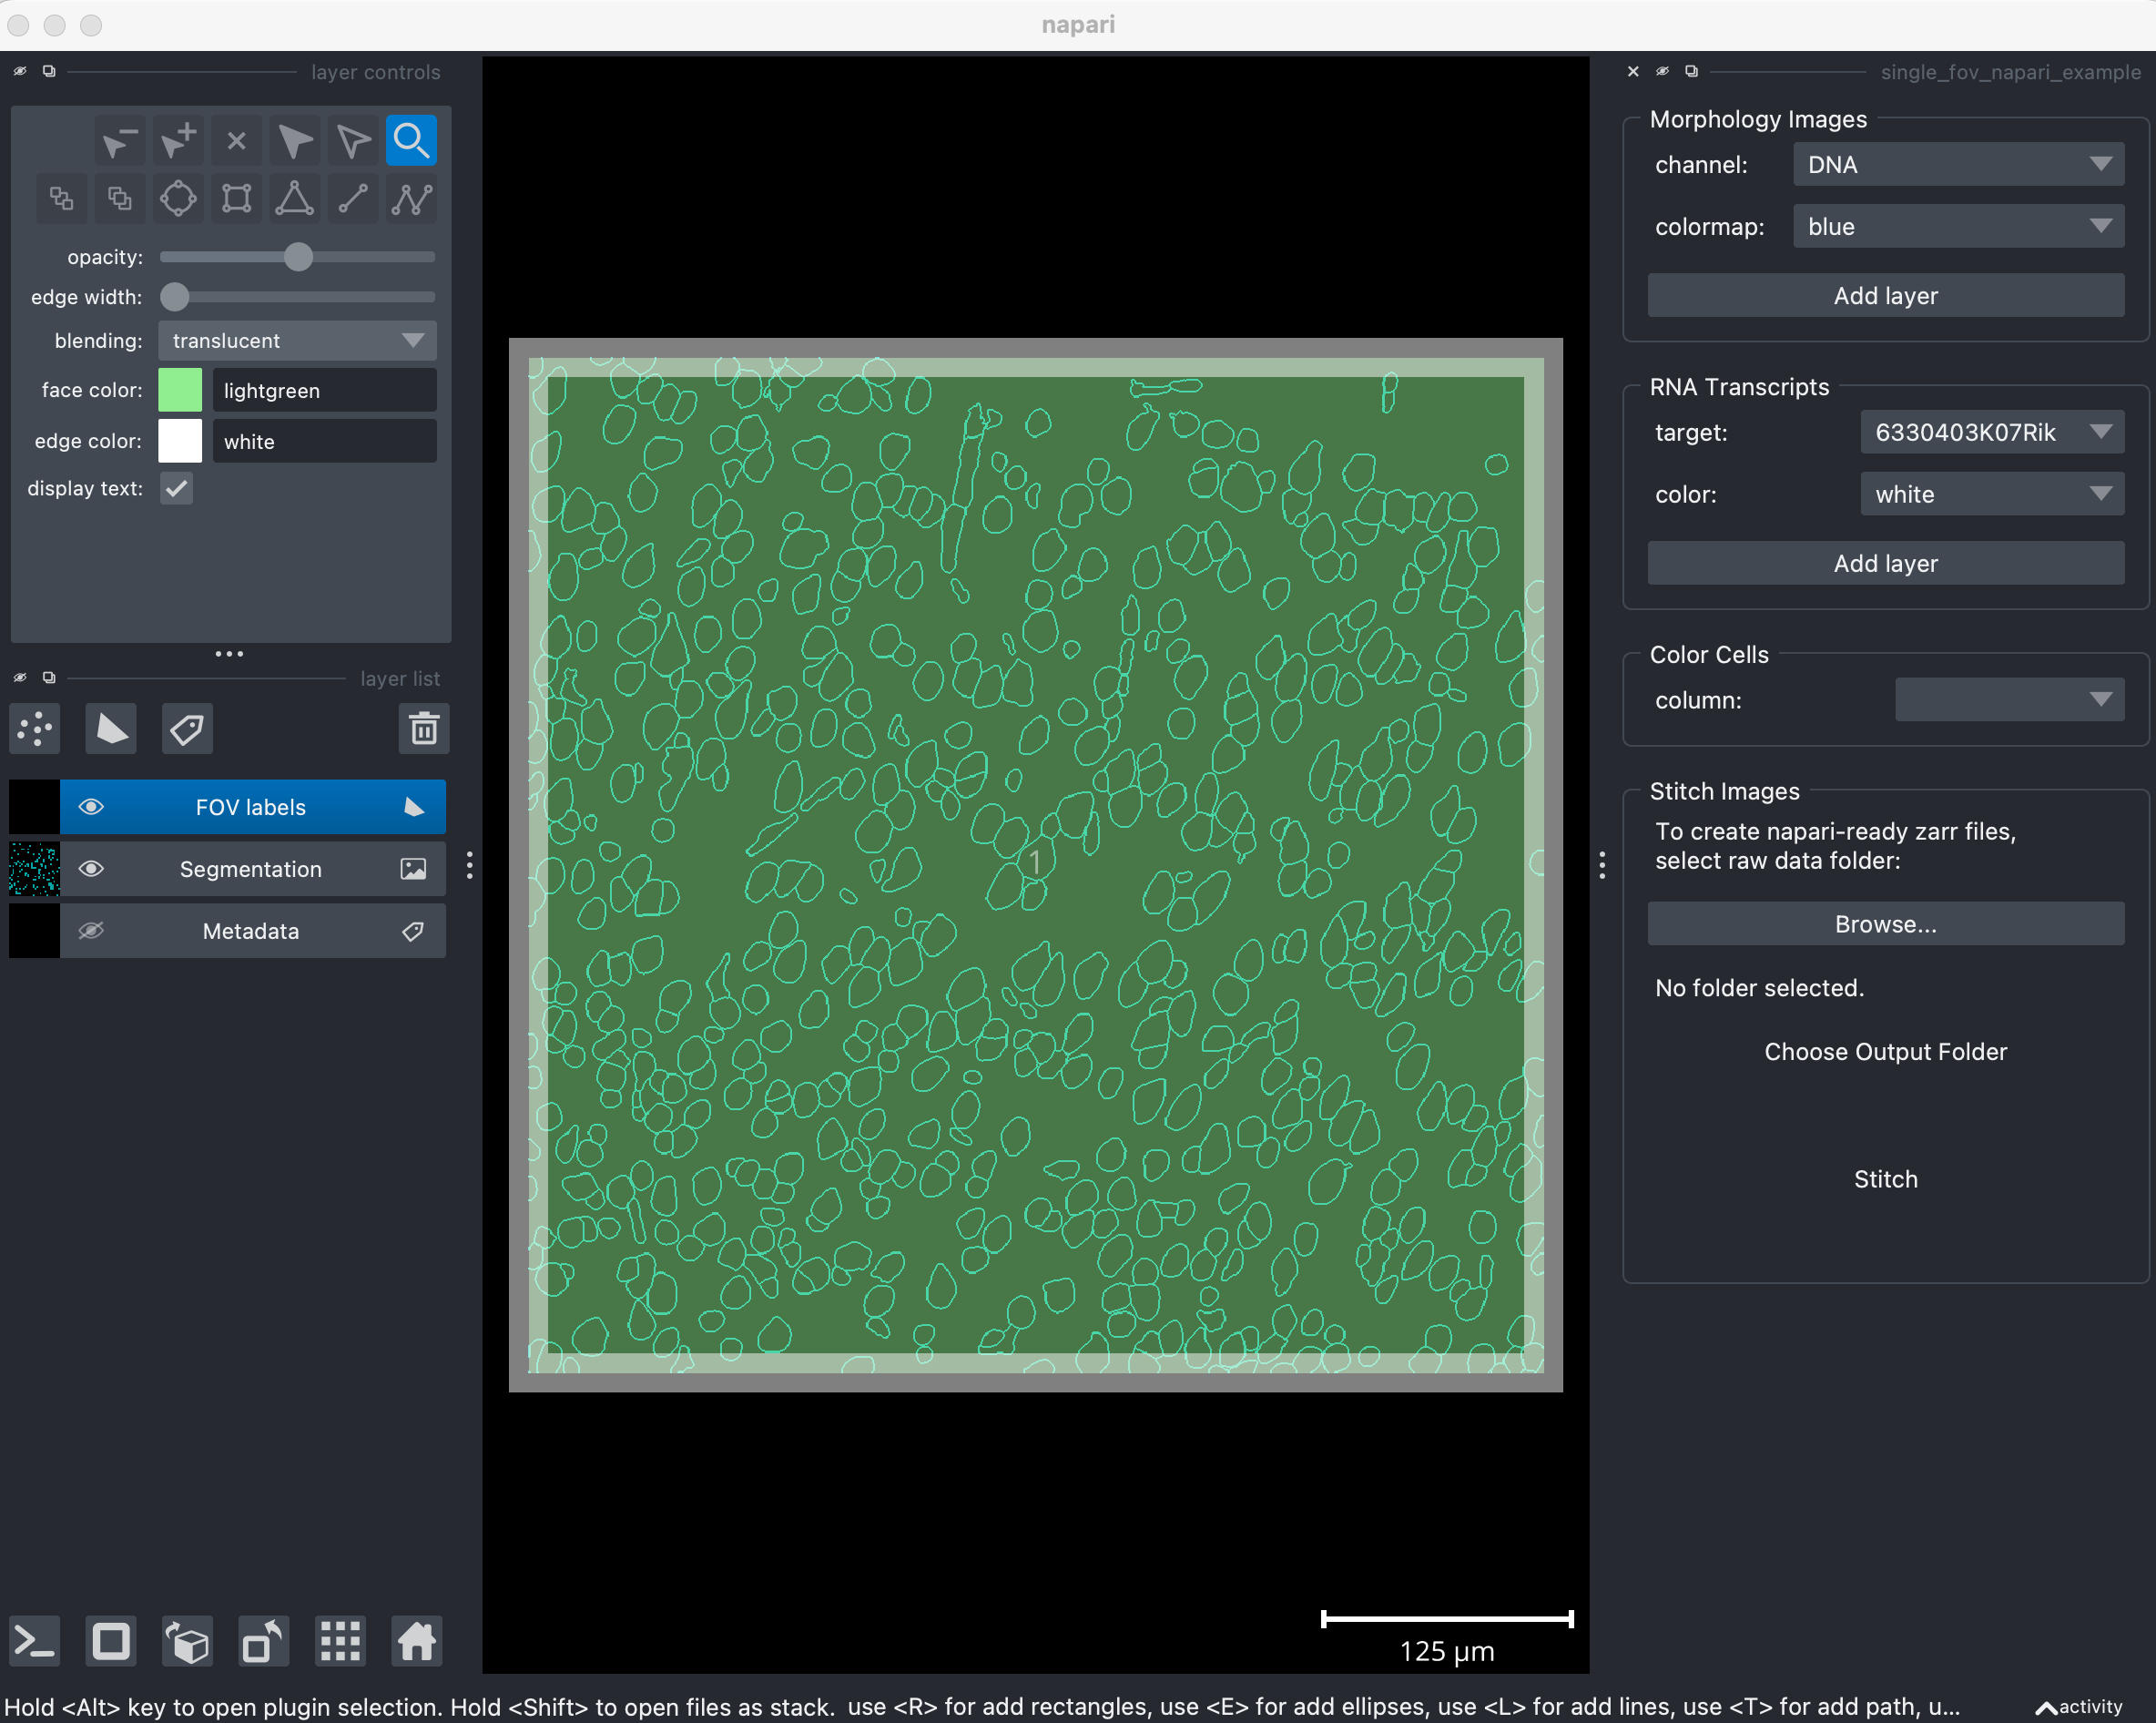 napari
layer controls
opacity:
edge width:
blending: translucent
face color: lightgreen
edge color: white
display text:
layer list
FOV labels
Segmentation
Metadata
1
125 µm
single_fov_napari_example
Morphology Images
channel: DNA
colormap: blue
Add layer
RNA Transcripts
target: 6330403K07Rik
color: white
Add layer
Color Cells
column:
Stitch Images
To create napari-ready zarr files,
select raw data folder:
Browse...
No folder selected.
Choose Output Folder
Stitch
Hold <Alt> key to open plugin selection. Hold <Shift> to open files as stack. use <R> for add rectangles, use <E> for add ellipses, use <L> for add lines, use <T> for add path, u... activity